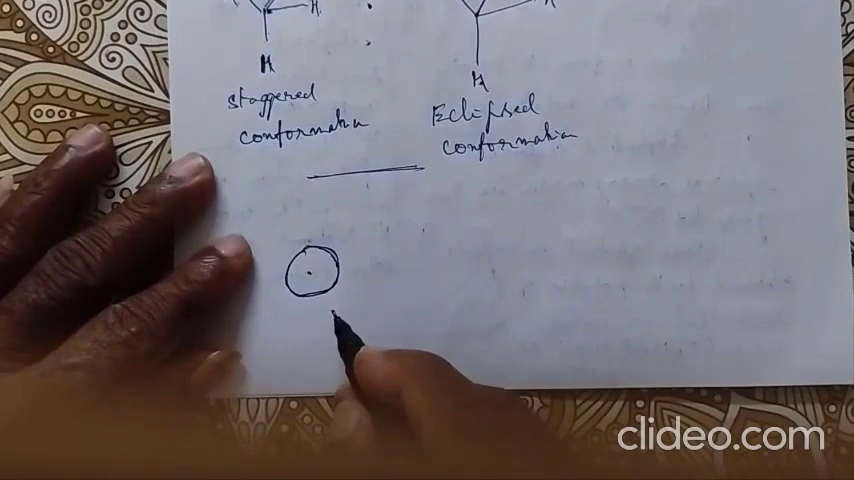 H
H
H
H
staggered
conformation
Eclipsed
conformation
clideo.com